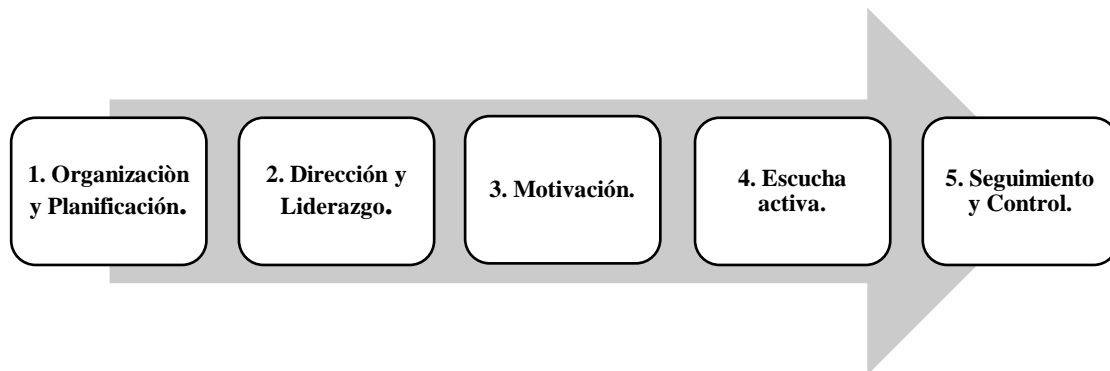 1. Organizaciòn
y Planificación.
2. Dirección y
Liderazgo.
3. Motivación.
4. Escucha
activa.
5. Seguimiento
y Control.